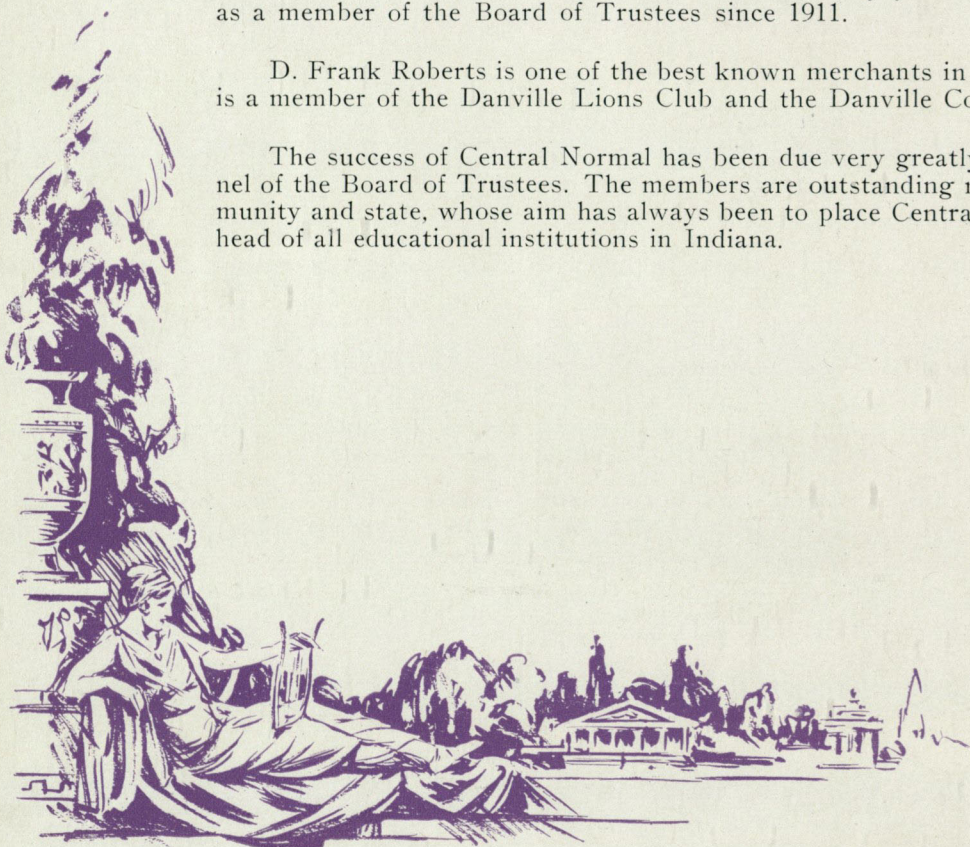 as a member of the Board of Trustees since 1911.
D. Frank Roberts is one of the best known merchants in
is a member of the Danville Lions Club and the Danville Co
The success of Central Normal has been due very greatly
nel of the Board of Trustees. The members are outstanding
munity and state, whose aim has always been to place Centra
head of all educational institutions in Indiana.